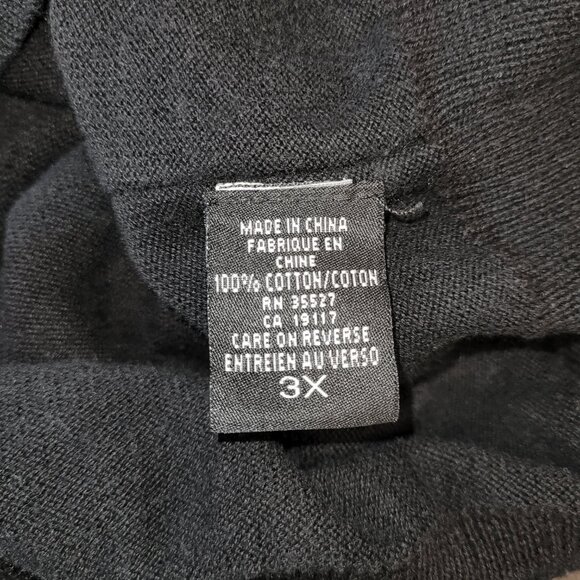 MADE IN CHINA
FABRIQUE EN
CHINE
100% COTTON/COTON
RN 35527
CA 19117
CARE ON REVERSE
ENTREIEN AU VERSO
3X